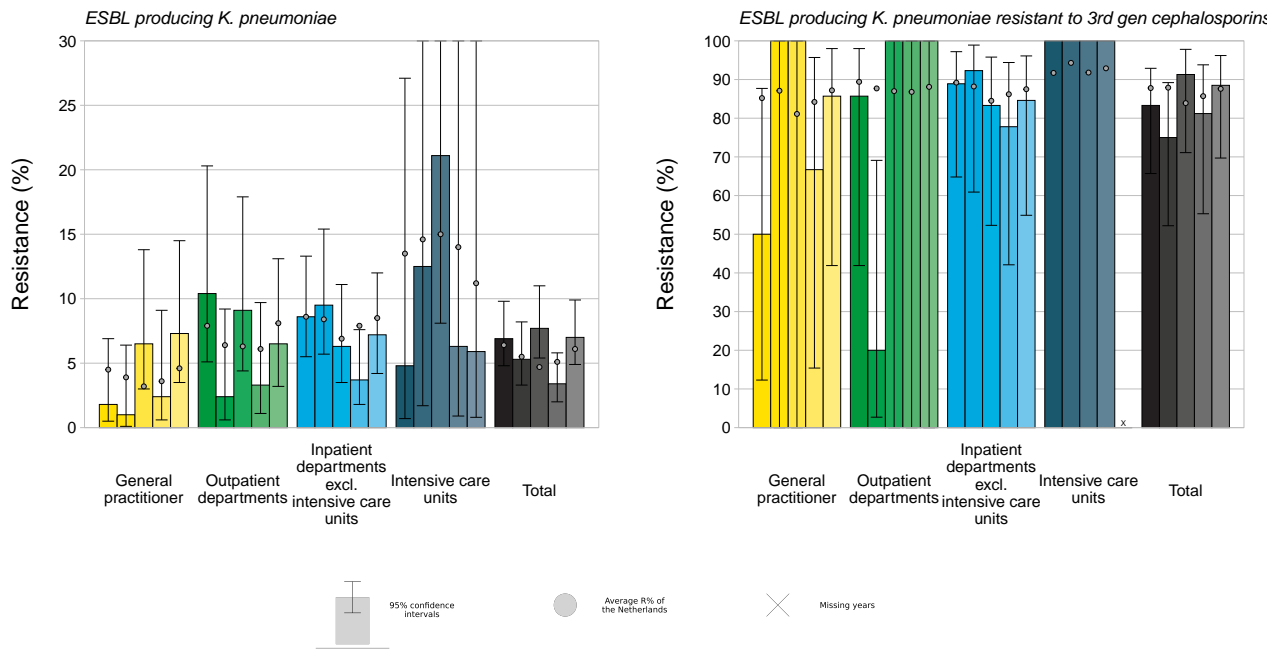 ESBL producing K. pneumoniae
30
25
20
15
10
5
0
Resistance (%)
General
practitioner
Outpatient
departments
Inpatient
departments
excl.
intensive care
units
Intensive care
units
Total
ESBL producing K. pneumoniae resistant to 3rd gen cephalosporins
100
90
80
70
60
50
40
30
20
10
0
Resistance (%)
x
General
practitioner
Outpatient
departments
Inpatient
departments
excl.
intensive care
units
Intensive care
units
Total
95% confidence
intervals
Average R% of
the Netherlands
Missing years